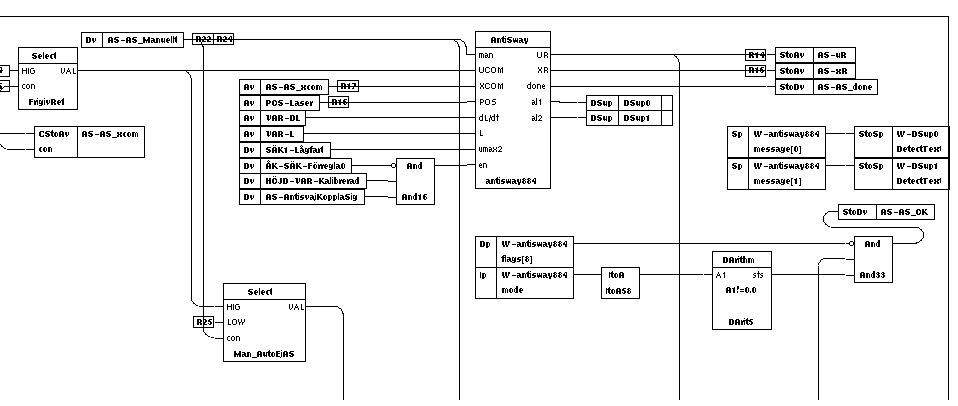 Dv AS-AS_Manuellt R22 R24
Select
HIG VAL
con
FrigivRef
CStoAv AS-AS_xcom
con
Av AS-AS_xcom R17
Av POS-Laser R16
Av VAR-DL
Av VAR-L
Dv SÄK1-Lågfart
Dv ÅK-SÄK-Förregla0
Dv HÖJD-VAR-Kalibrerad
Dv AS-AntisvajKopplaSig
And
And16
AntiSway
man UR
UCOM XR
XCOM done
POS al1
dL/df al2
L
umax2
en
antisway884
R14 StoAv AS-uR
R15 StoAv AS-xR
StoDv AS-AS_done
DSup DSup0
DSup DSup1
Sp W-antisway884
message[0]
StoSp W-DSup0
DetectText
Sp W-antisway884
message[1]
StoSp W-DSup1
DetectText
StoDv AS-AS_OK
Dp W-antisway884
flags[8]
Ip W-antisway884
mode
ItoA
ItoA58
DArithm
A1 sts
A1!=0.0
DArit5
And
And33
Select
HIG VAL
R25 LOW
con
Man_AutoEjAS